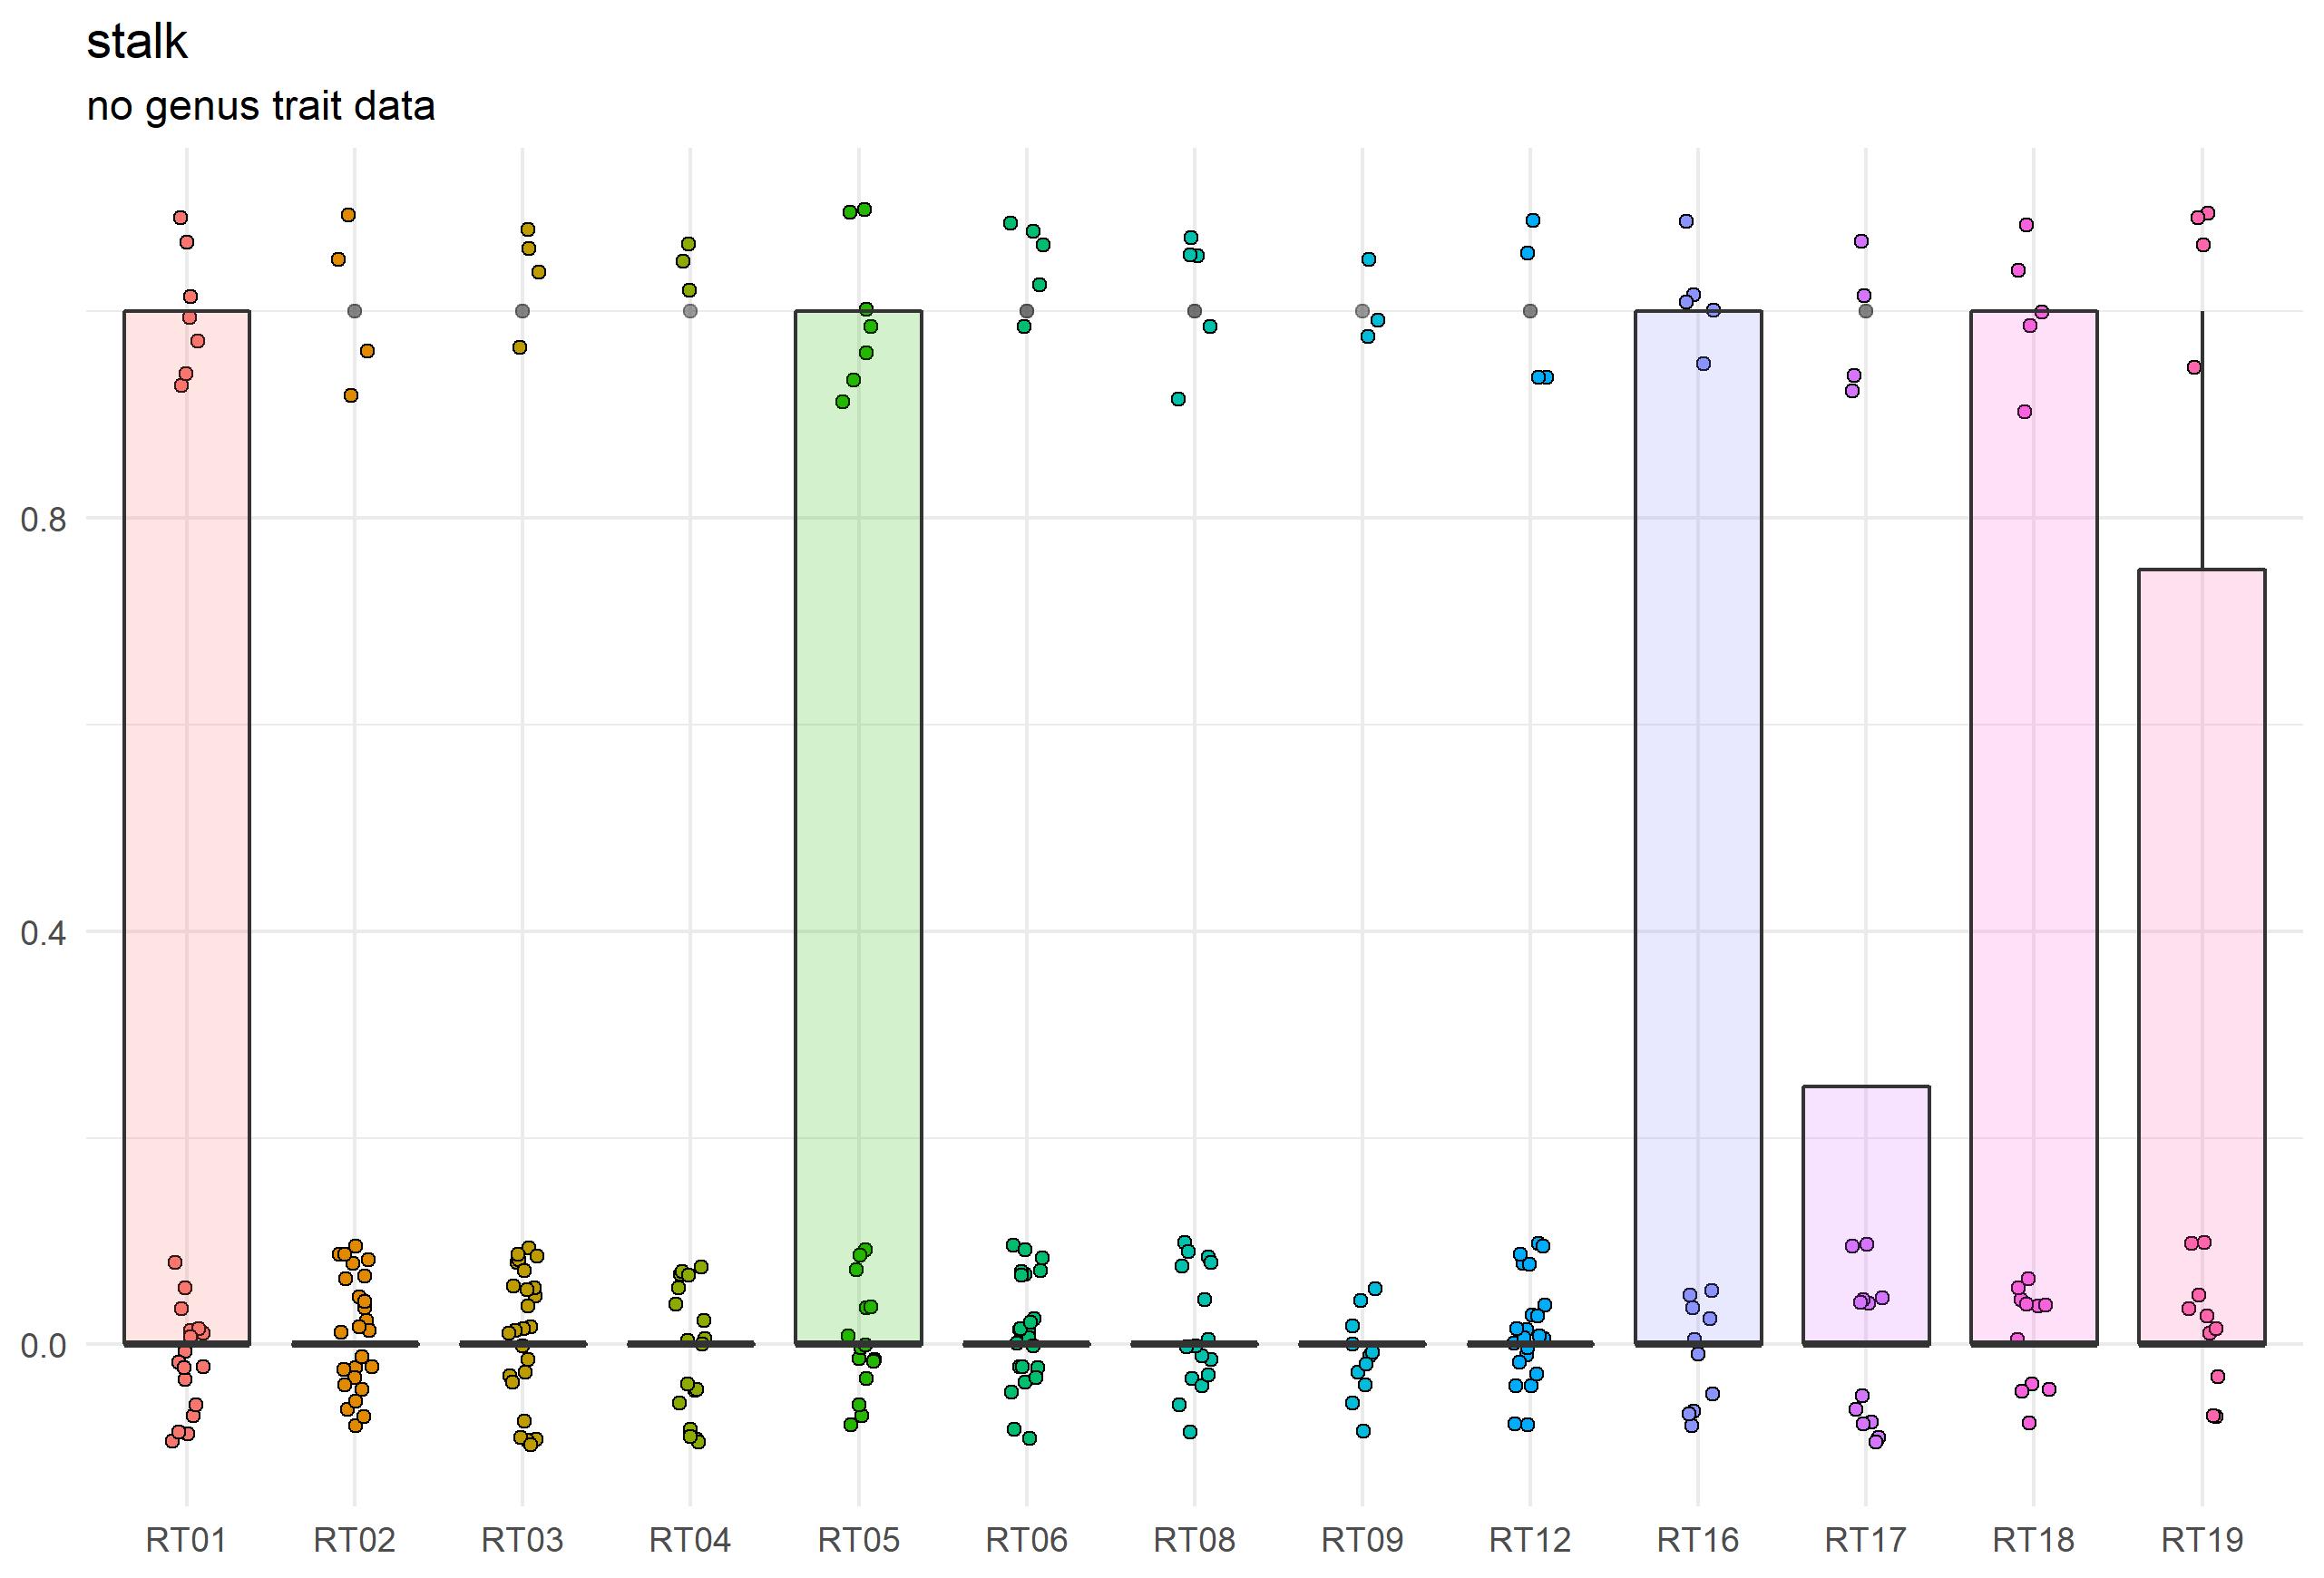 stalk
no genus trait data
0.8
0.4
0.0
RT01 RT02 RT03 RT04 RT05 RT06 RT08 RT09 RT12 RT16 RT17 RT18 RT19